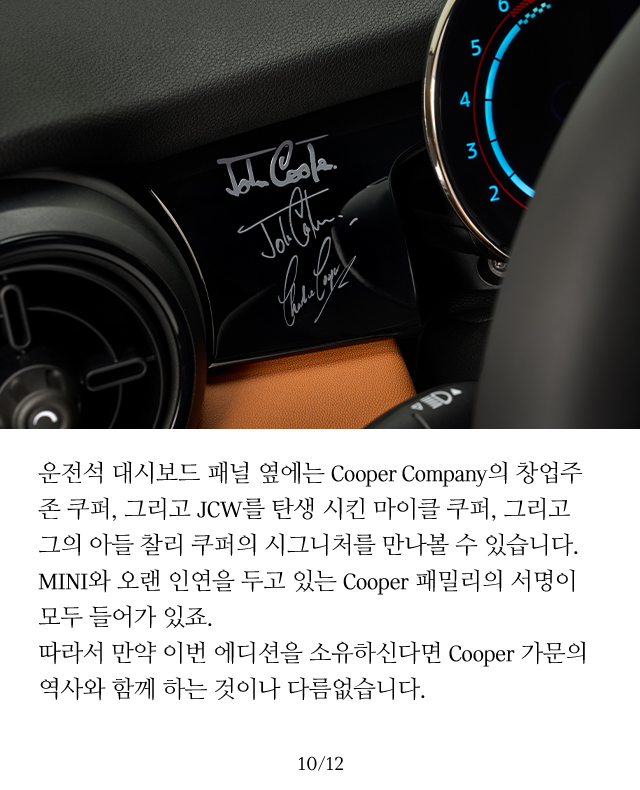 6
5
4
3
2
John Cooper.
운전석 대시보드 패널 옆에는 Cooper Company의 창업주
존 쿠퍼, 그리고 JCW를 탄생 시킨 마이클 쿠퍼, 그리고
그의 아들 찰리 쿠퍼의 시그니처를 만나볼 수 있습니다.
MINI와 오랜 인연을 두고 있는 Cooper 패밀리의 서명이
모두 들어가 있죠.
따라서 만약 이번 에디션을 소유하신다면 Cooper 가문의
역사와 함께 하는 것이나 다름없습니다.
10/12